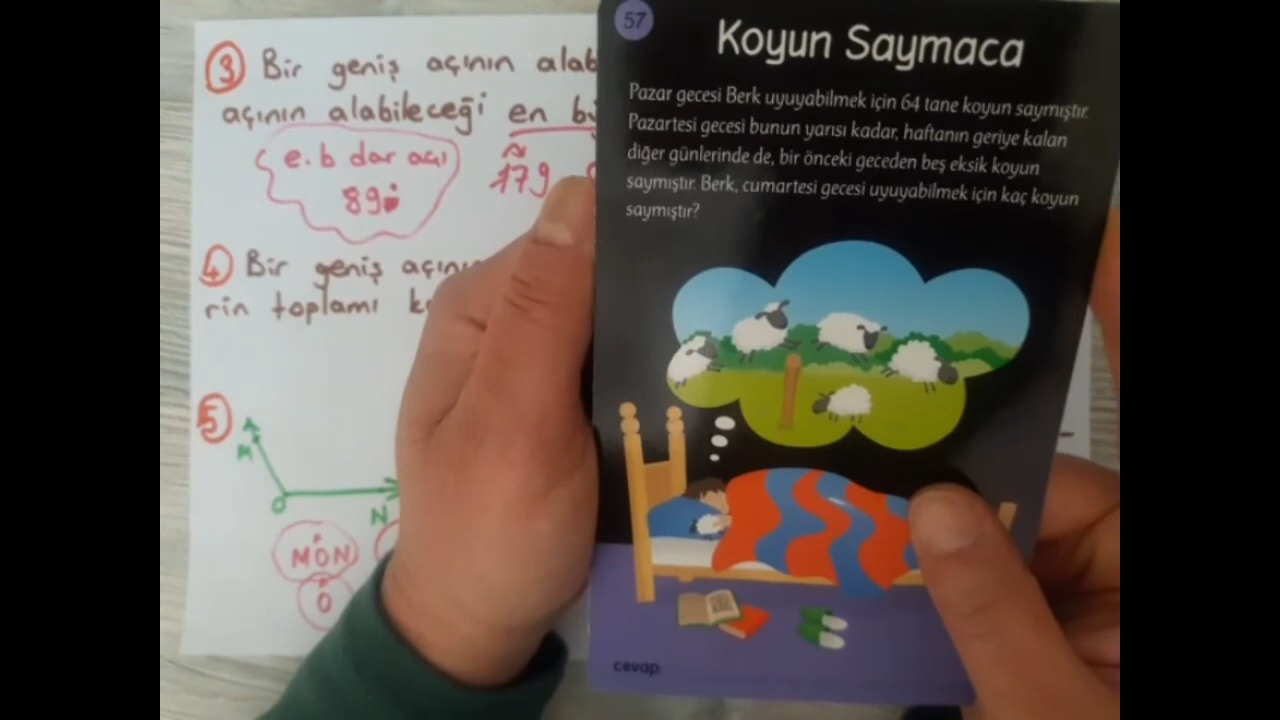 57
Koyun Saymaca
Pazar gecesi Berk uyuyabilmek için 64 tane koyun saymıştır.
Pazartesi gecesi bunun yarısı kadar, haftanın geriye kalan
diğer günlerinde de, bir önceki geceden beş eksik koyun
saymıştır. Berk, cumartesi gecesi uyuyabilmek için kaç koyun
saymıştır?
cevap:
3 Bir geniş açının
açının alabileceği en
e.b dar açı
89
179
4 Bir geniş
rin toplamı
5
M
O
N
MON
O